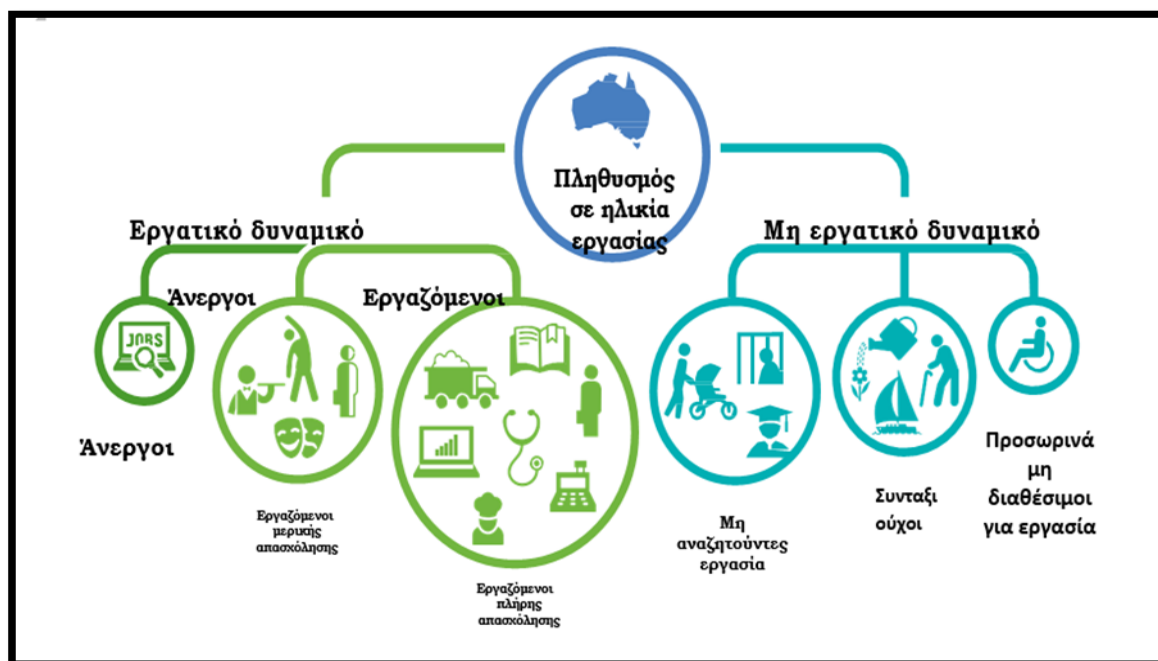 Πληθυσμός
σε ηλικία
εργασίας
Εργατικό δυναμικό
Μη εργατικό δυναμικό
Άνεργοι
Εργαζόμενοι
JOBS
Άνεργοι
Εργαζόμενοι
μερικής
απασχόλησης
Εργαζόμενοι
πλήρης
απασχόλησης
Μη
αναζητούντες
εργασία
Συνταξι
ούχοι
Προσωρινά
μη
διαθέσιμοι
για εργασία